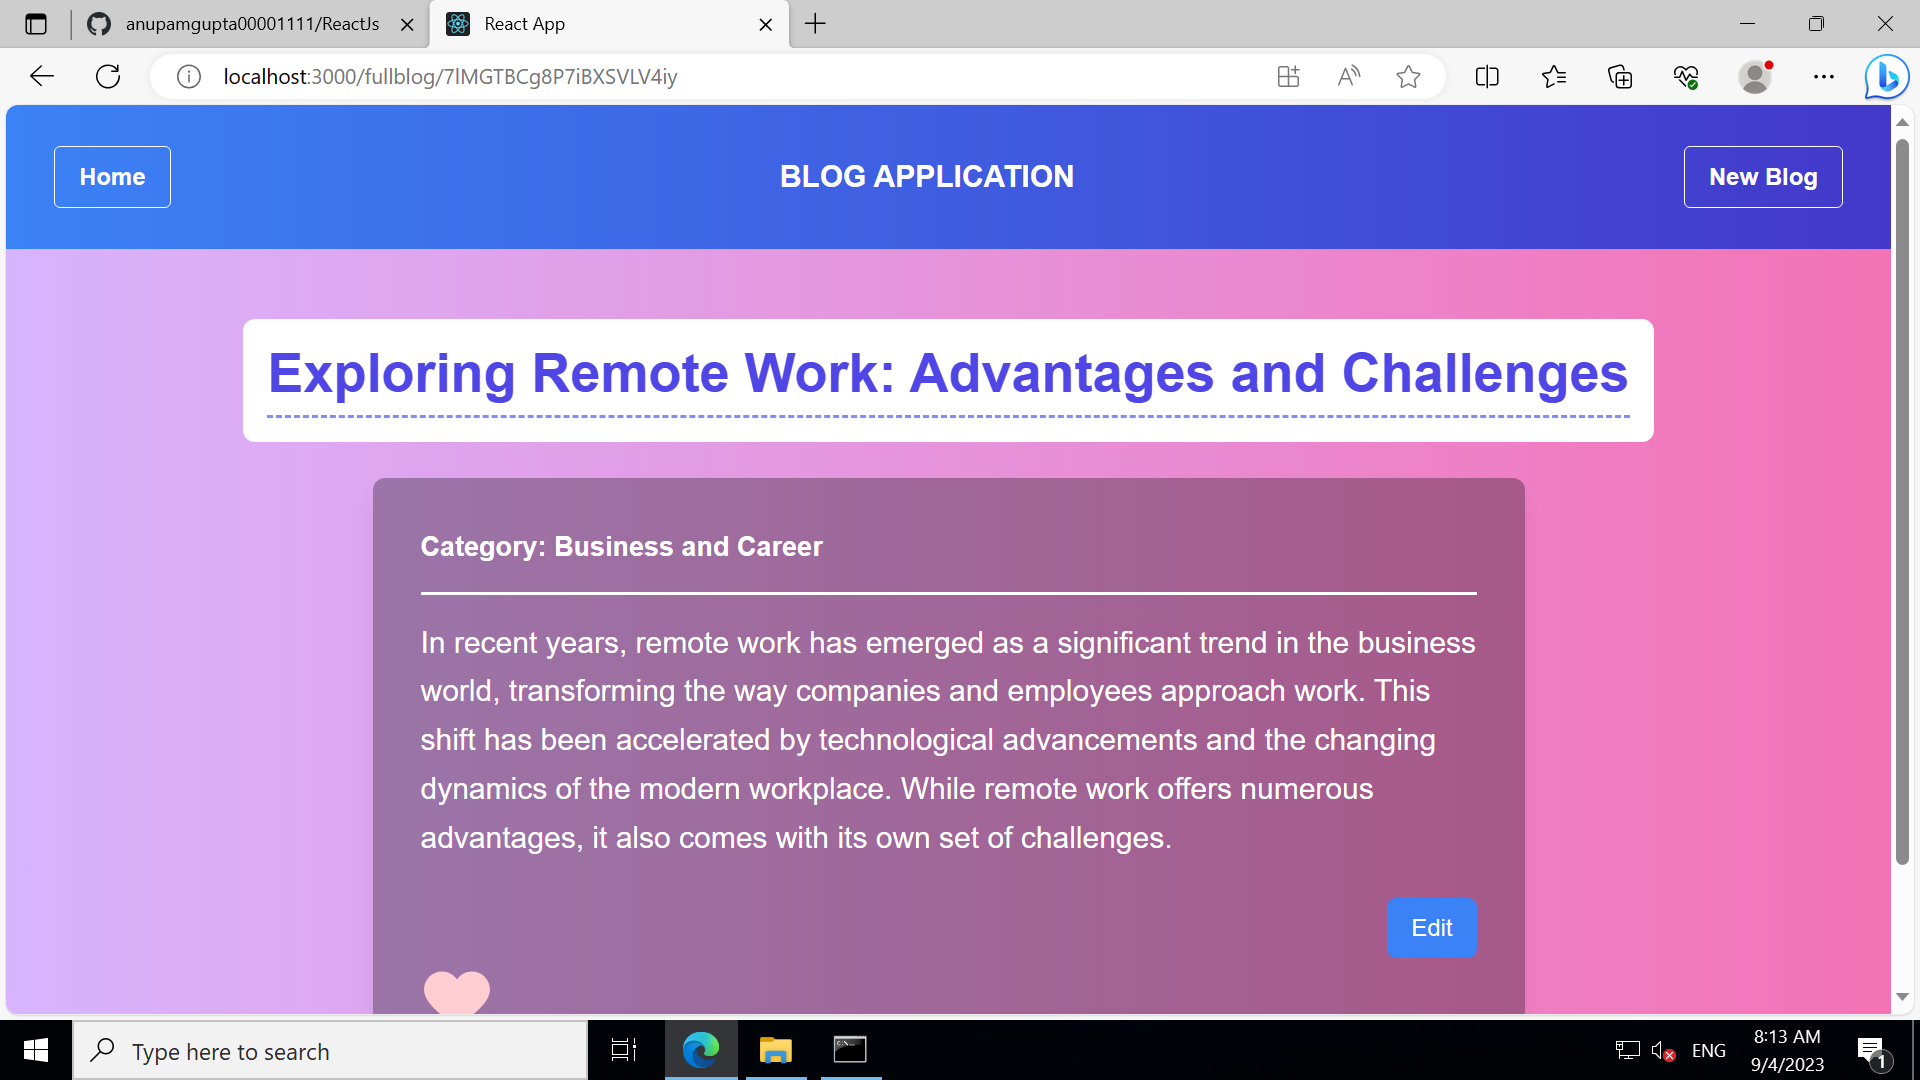 anupamgupta00001111/ReactJs
React App
localhost:3000/fullblog/7lMGTBCg8P7iBXSVLV4iy
Home
BLOG APPLICATION
New Blog
Exploring Remote Work: Advantages and Challenges
Category: Business and Career
In recent years, remote work has emerged as a significant trend in the business
world, transforming the way companies and employees approach work. This
shift has been accelerated by technological advancements and the changing
dynamics of the modern workplace. While remote work offers numerous
advantages, it also comes with its own set of challenges.
Edit
Type here to search
ENG
8:13 AM
9/4/2023
1